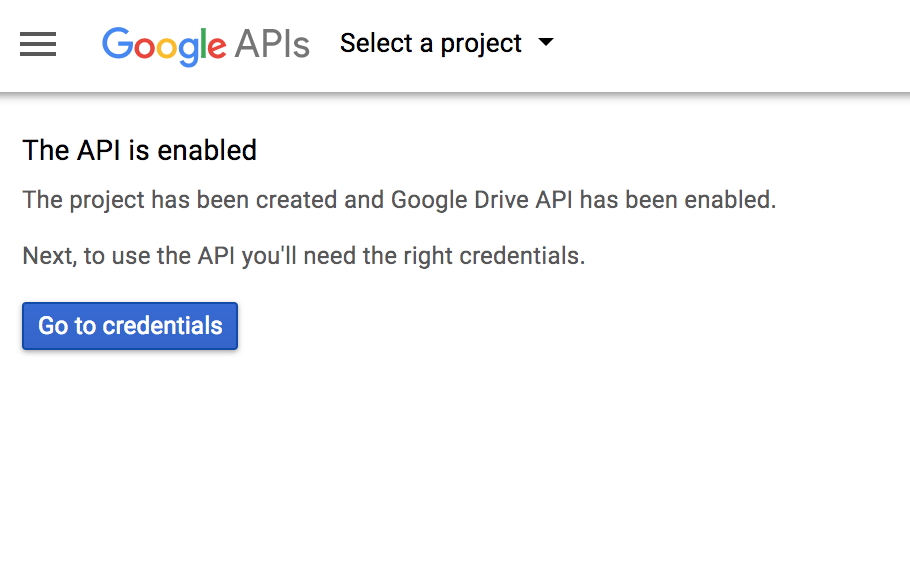 Google APIs Select a project
The API is enabled
The project has been created and Google Drive API has been enabled.
Next, to use the API you'll need the right credentials.
Go to credentials